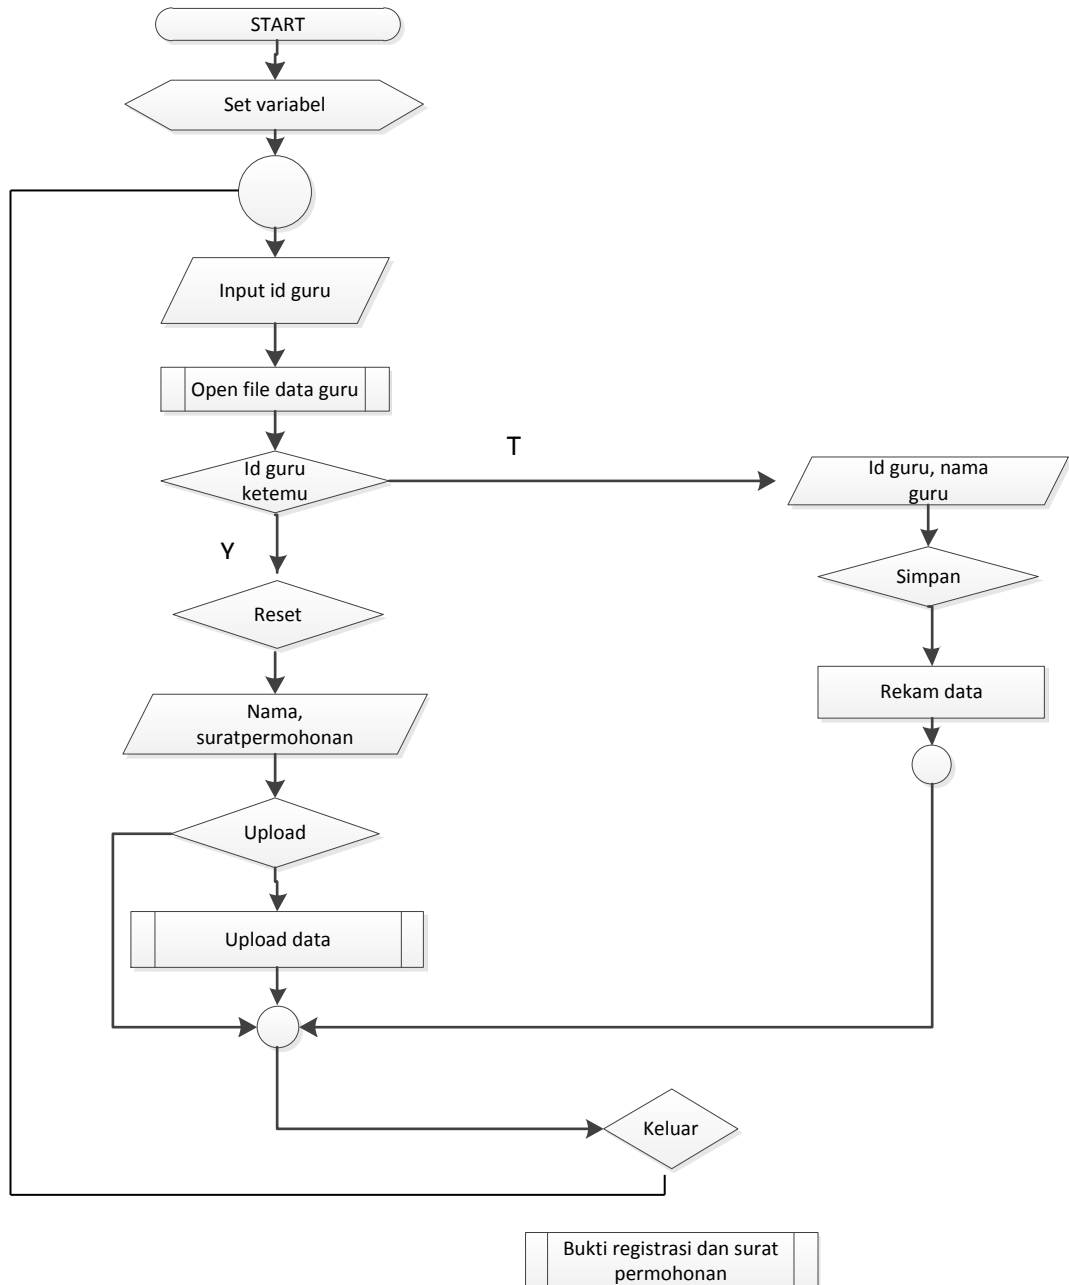 START
Set variabel
Input id guru
Open file data guru
T
Id guru
ketemu
Id guru, nama
guru
Y
Simpan
Reset
Rekam data
Nama,
suratpermohonan
Upload
Upload data
Keluar
Bukti registrasi dan surat
permohonan